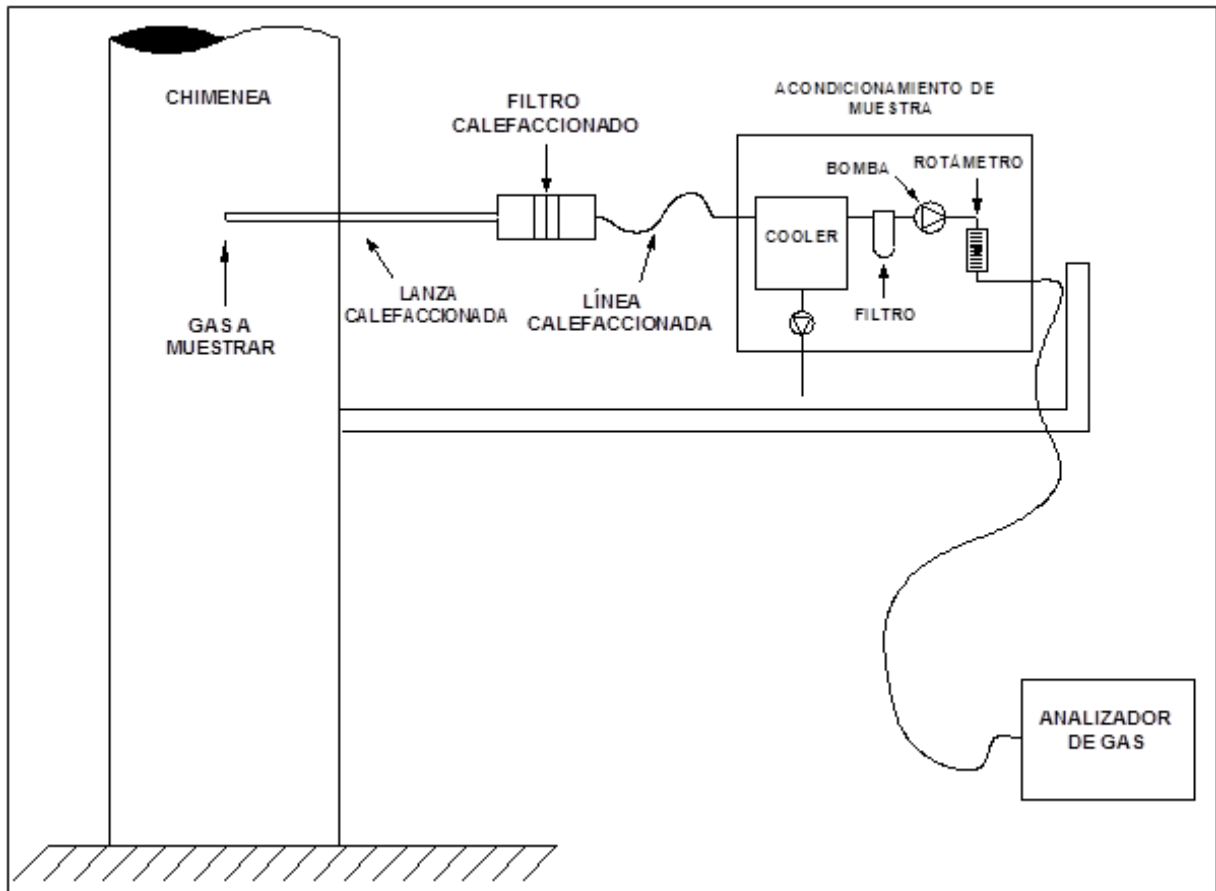 CHIMENEA
FILTRO
CALEFACCIONADO
ACONDICIONAMIENTO DE
MUESTRA
BOMBA
ROTÁMETRO
COOLER
FILTRO
LANZA
CALEFACCIONADA
LÍNEA
CALEFACCIONADA
GAS A
MUESTRAR
ANALIZADOR
DE GAS